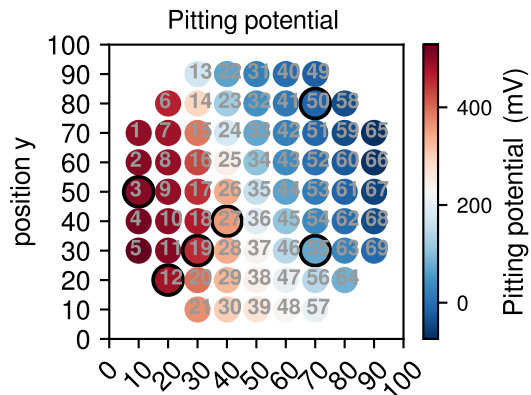 Pitting potential
100
90
80
70
60
50
40
30
20
10
0
position y
13 22 31 40 49
6 14 23 32 41 50 58
1 7 15 24 33 42 51 59 65
2 8 16 25 34 43 52 60 66
3 9 17 26 35 44 53 61 67
4 10 18 27 36 45 54 62 68
5 11 19 28 37 46 55 63 69
12 20 29 38 47 56 64
21 30 39 48 57
0 10 20 30 40 50 60 70 80 90 100
400
200
0
Pitting potential (mV)